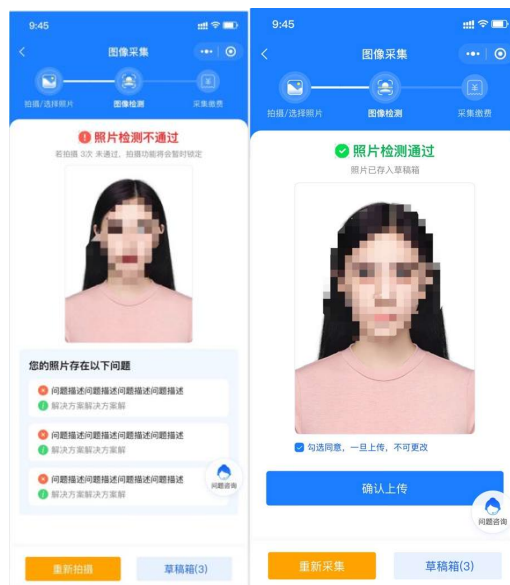 9:45
图像采集
拍摄/选择照片
图像检测
采集缴费
照片检测不通过
若拍摄 3次 未通过，拍摄功能将会暂时锁定
您的照片存在以下问题
问题描述问题描述问题描述问题描述
解决方案解决方案解
问题描述问题描述问题描述问题描述
解决方案解决方案解
问题描述问题描述问题描述问题描述
解决方案解决方案解
问题咨询
重新拍摄
草稿箱(3)
9:45
图像采集
拍摄/选择照片
图像检测
采集缴费
照片检测通过
照片已存入草稿箱
勾选同意，一旦上传，不可更改
确认上传
问题咨询
重新采集
草稿箱(3)